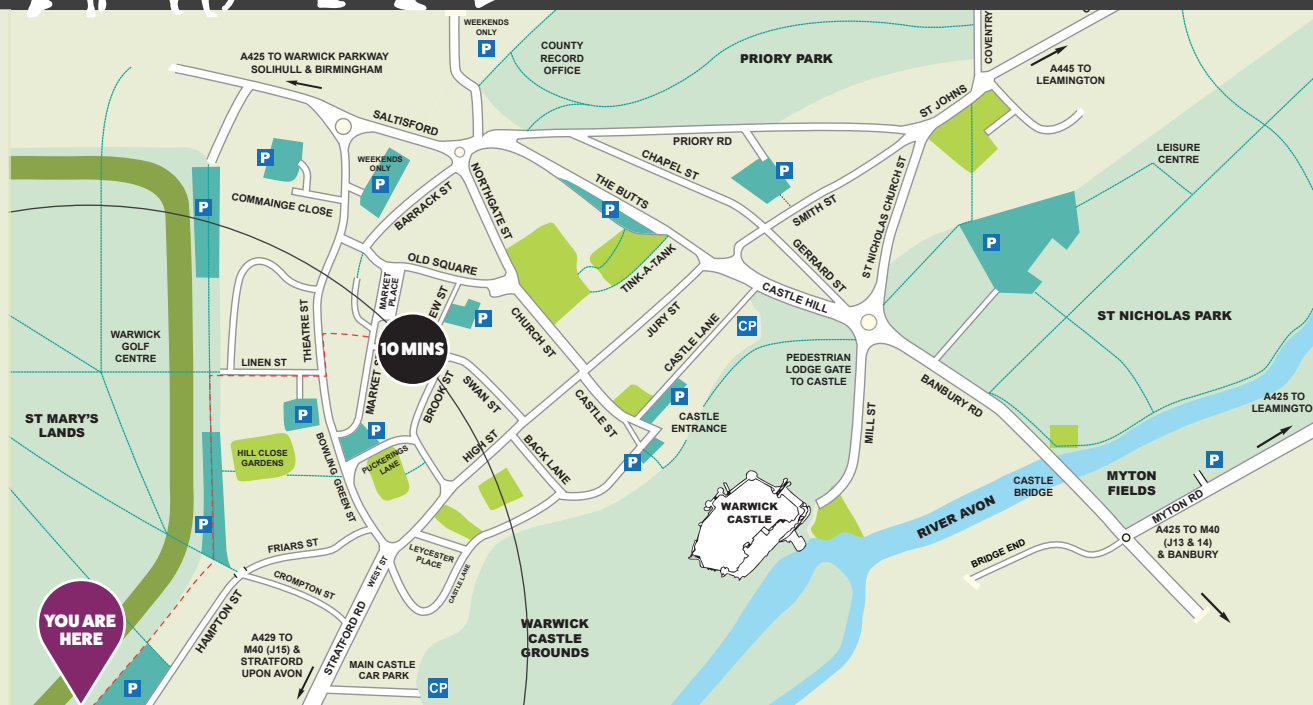 WEEKENDS
ONLY
P
COUNTY
RECORD
OFFICE
PRIORY PARK
COVENTRY
A445 TO
LEAMINGTON
A425 TO WARWICK PARKWAY
SOLIHULL & BIRMINGHAM
SALTISFORD
ST JOHNS
PRIORY RD
CHAPEL ST
P
P
WEEKENDS
ONLY
P
LEISURE
CENTRE
NORTHGATE ST
THE BUTTS
P
SMITH ST
ST NICHOLAS CHURCH ST
COMMAINGE CLOSE
BARRACK ST
P
P
OLD SQUARE
TINK-A-TANK
GERRARD ST
MARKET
PLACE
CASTLE HILL
ST NICHOLAS PARK
WARWICK
GOLF
CENTRE
THEATRE ST
P
CHURCH ST
JURY ST
CASTLE LANE
CP
10 MINS
LINEN ST
PEDESTRIAN
LODGE GATE
TO CASTLE
MARKET
BROOK ST
SWAN ST
CASTLE ST
P
BANBURY RD
A425 TO
ST MARY'S
LANDS
P
P
CASTLE
ENTRANCE
MILL ST
HILL CLOSE
GARDENS
BOWLING GREEN ST
PUCKERINGS
LANE
HIGH ST
BACK LANE
P
P
CASTLE
BRIDGE
MYTON
FIELDS
WARWICK
CASTLE
RIVER AVON
MYTON RD
P
A425 TO M40
(J13 & 14)
& BANBURY
FRIARS ST
LEYCESTER
PLACE
WEST ST
CASTLE LANE
BRIDGE END
CROMPTON ST
YOU ARE
HERE
HAMPTON ST
STRATFORD RD
A429 TO
M40 (J15) &
STRATFORD
UPON AVON
WARWICK
CASTLE
GROUNDS
MAIN CASTLE
CAR PARK
CP
P